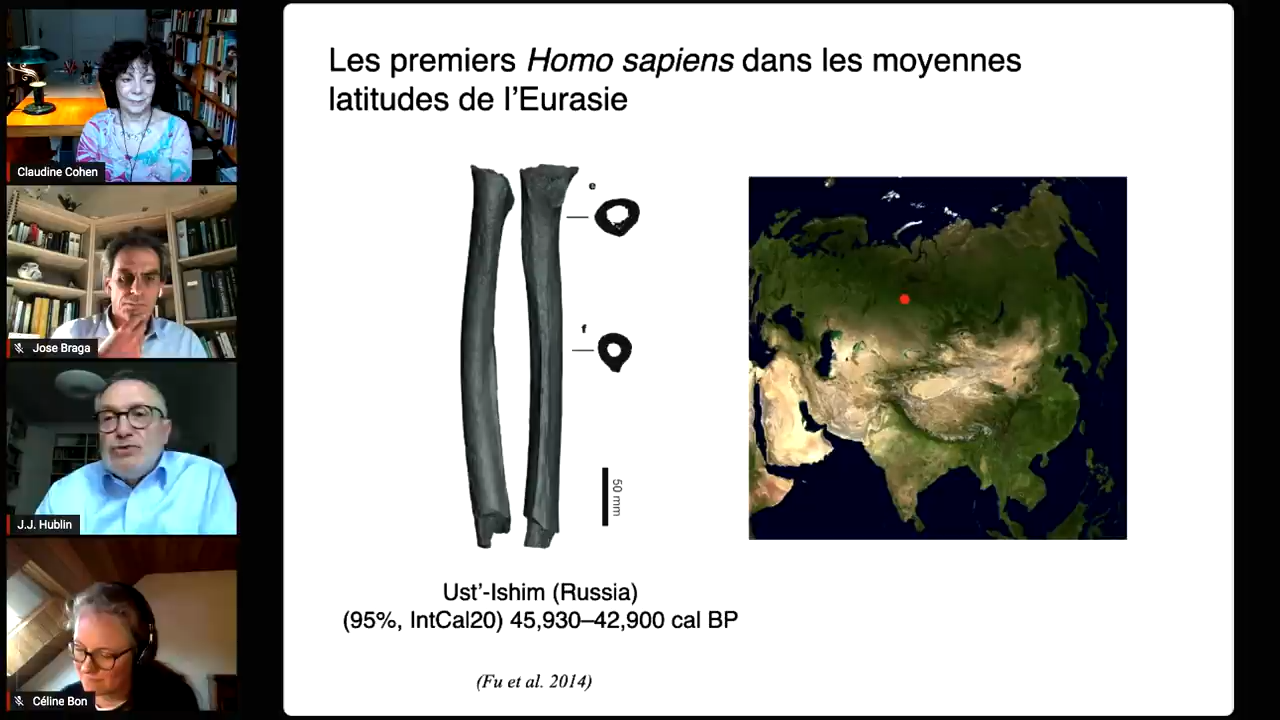 Claudine Cohen
Jose Braga
J.J. Hublin
Céline Bon
Les premiers Homo sapiens dans les moyennes
latitudes de l'Eurasie
e
f
50 mm
Ust'-Ishim (Russia)
(95%, IntCal20) 45,930–42,900 cal BP
(Fu et al. 2014)